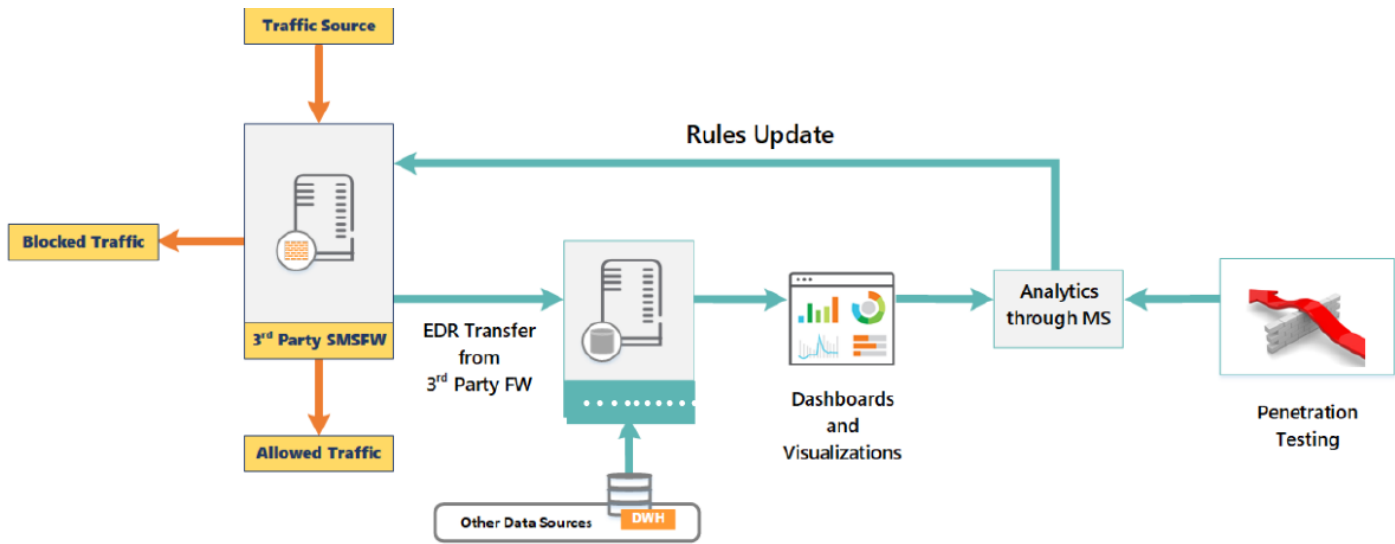 Traffic Source
Rules Update
Blocked Traffic
3rd Party SMSFW
EDR Transfer
from
3rd Party FW
Allowed Traffic
Other Data Sources
DWH
Dashboards
and
Visualizations
Analytics
through MS
Penetration
Testing